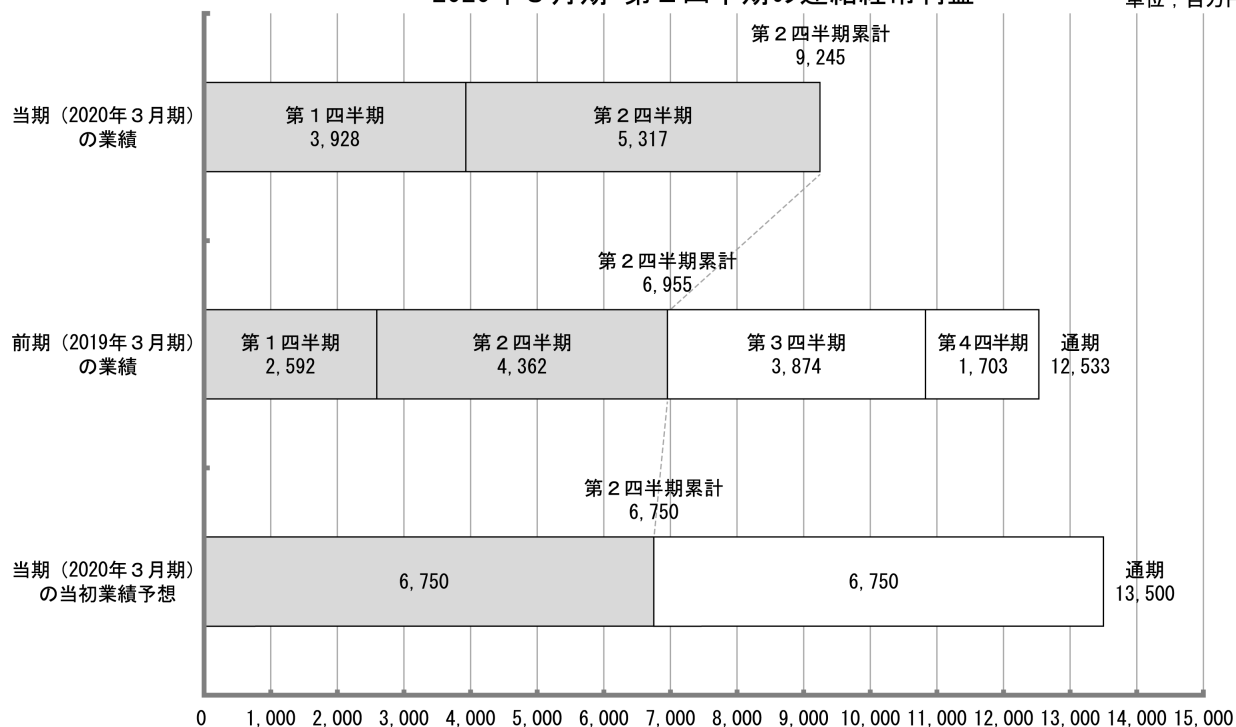 2020年３月期 第２四半期の連結経常利益
単位：百万円
第２四半期累計
9,245
当期（2020年３月期）
の業績
第１四半期
3,928
第２四半期
5,317
第２四半期累計
6,955
前期（2019年３月期）
の業績
第１四半期
2,592
第２四半期
4,362
第３四半期
3,874
第４四半期
1,703
通期
12,533
第２四半期累計
6,750
当期（2020年３月期）
の当初業績予想
6,750
6,750
通期
13,500
0 1,000 2,000 3,000 4,000 5,000 6,000 7,000 8,000 9,000 10,000 11,000 12,000 13,000 14,000 15,000